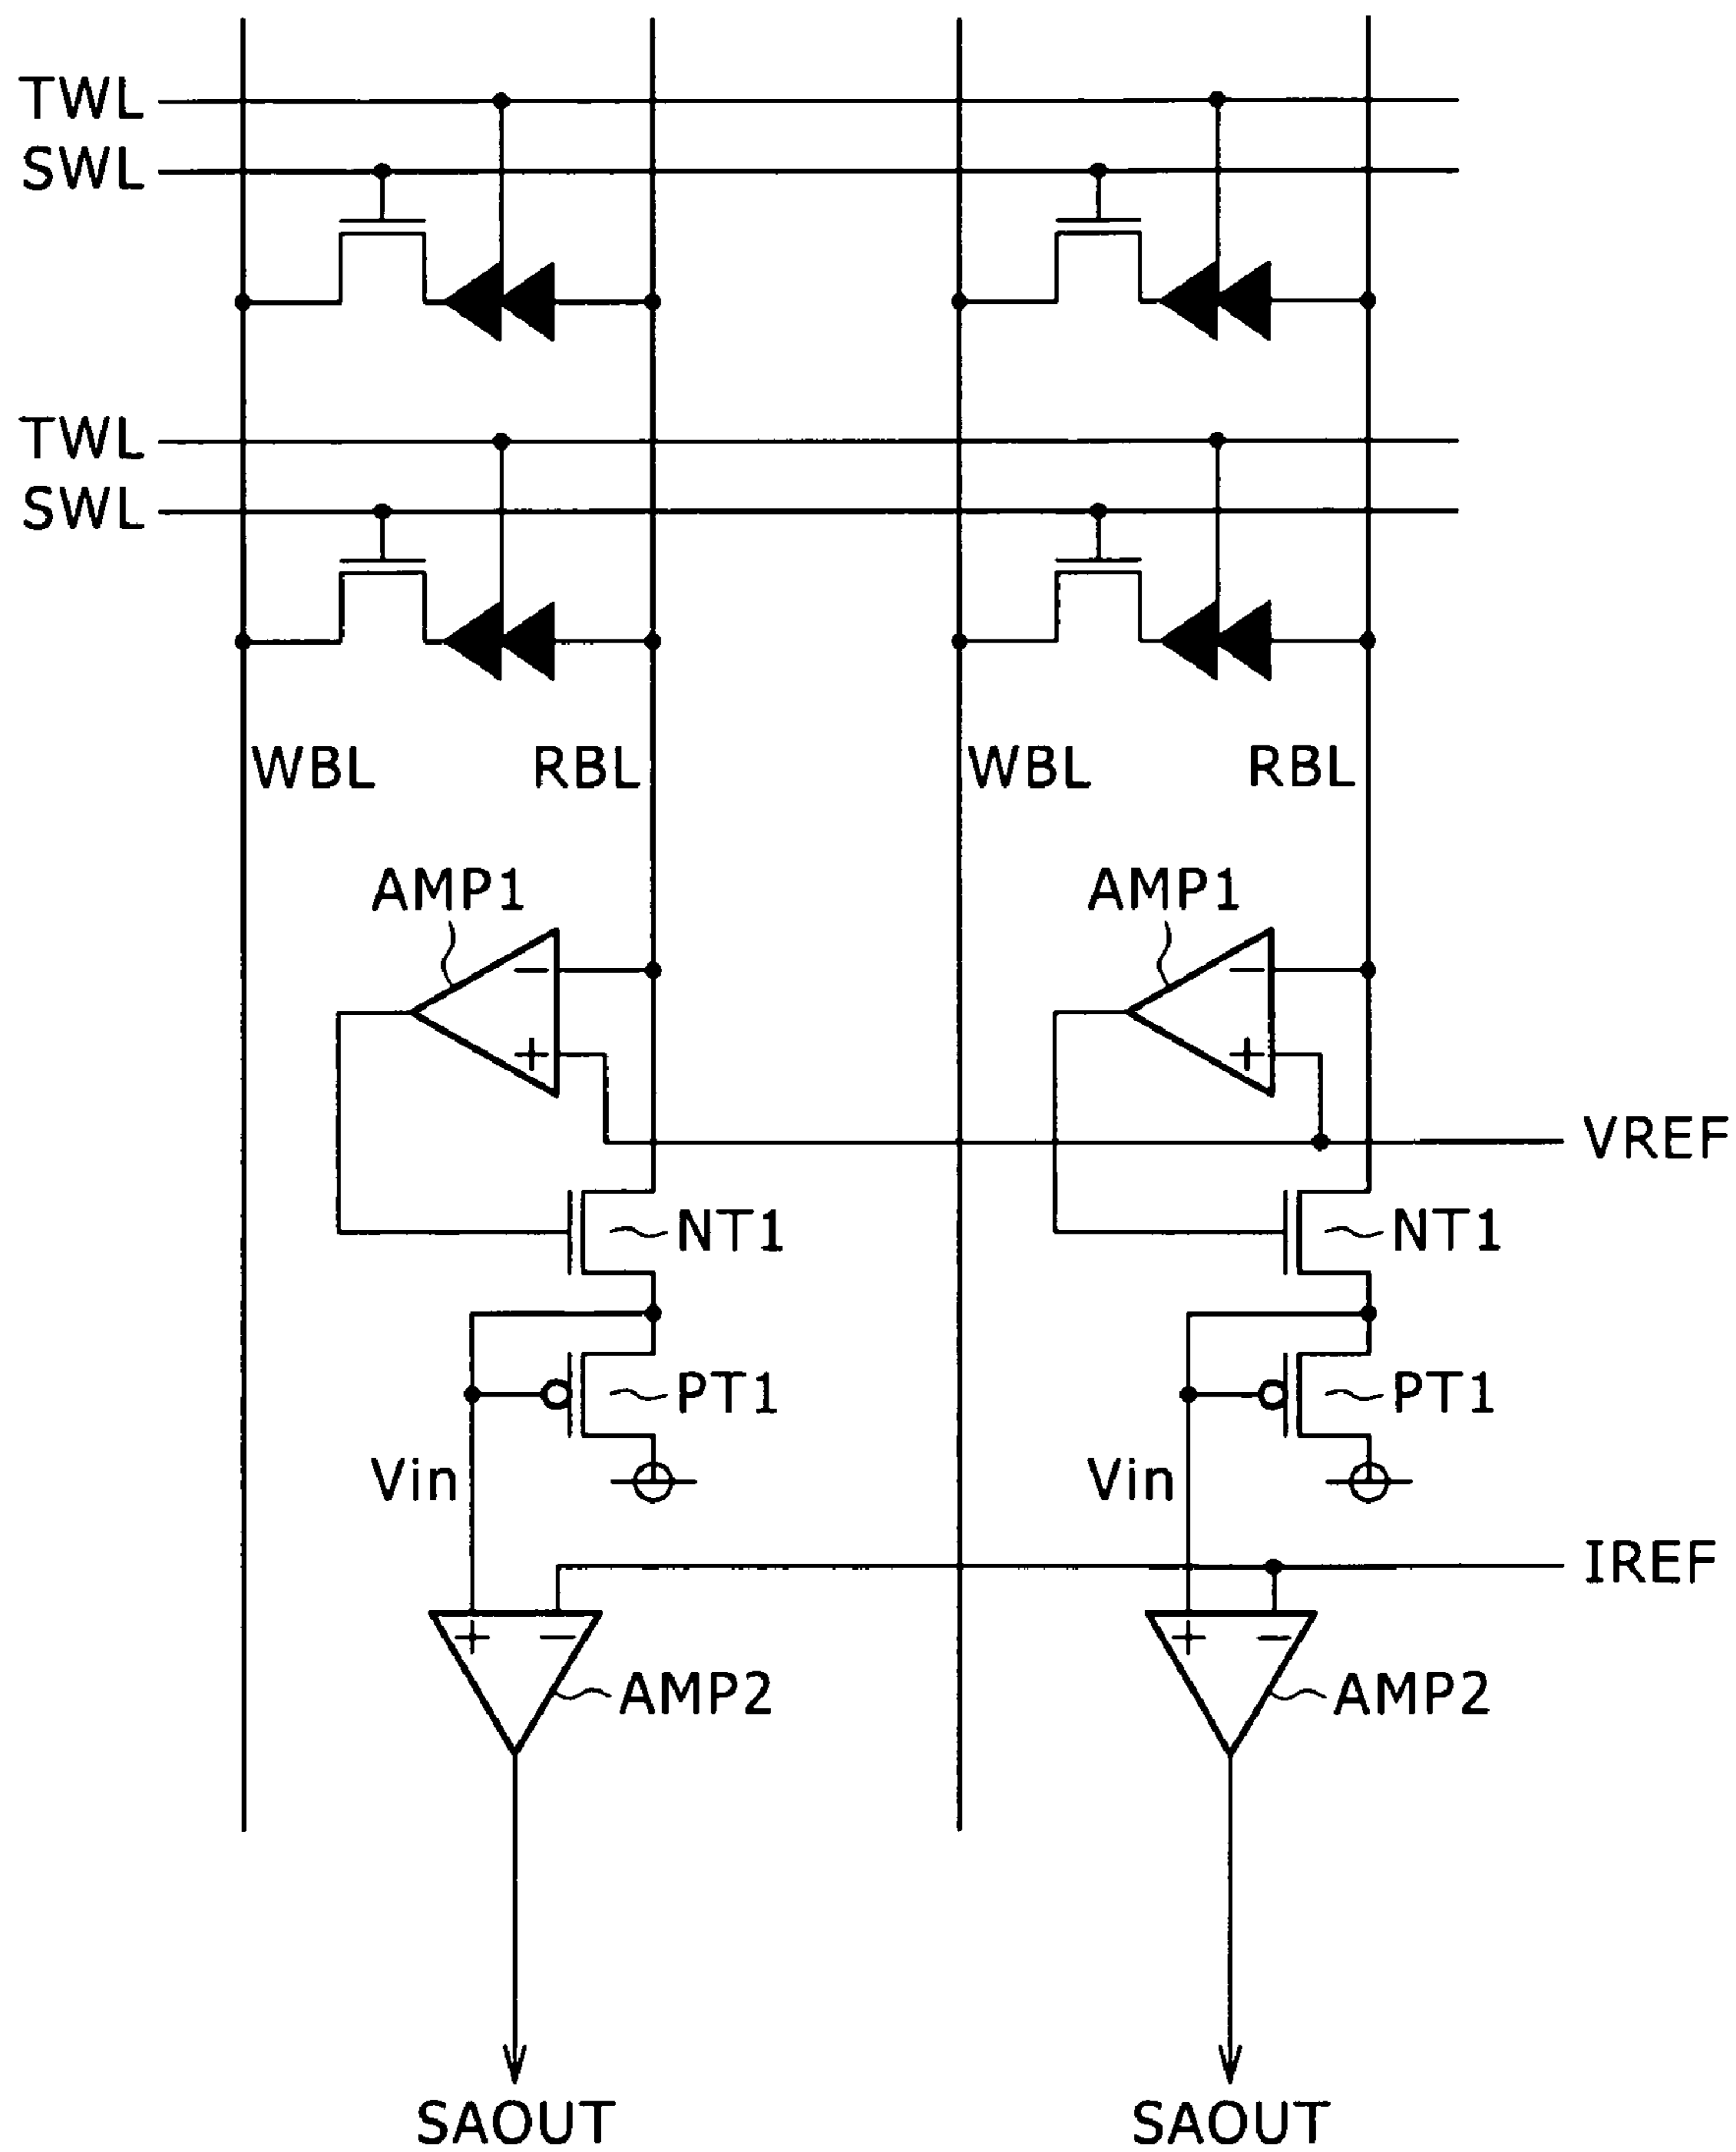 TWL
SWL
TWL
SWL
WBL RBL WBL RBL
AMP1 AMP1
− −
+ +
VREF
NT1 NT1
PT1 PT1
Vin Vin
IREF
+ − + −
AMP2 AMP2
SAOUT SAOUT